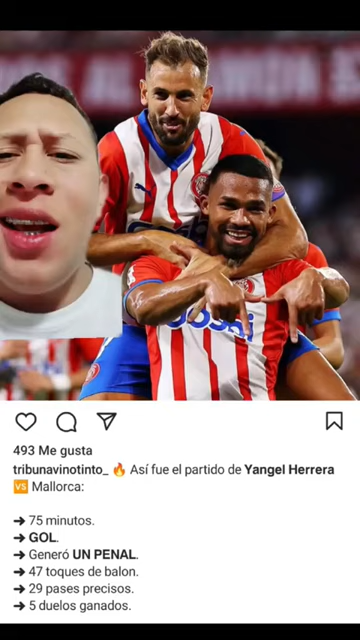 493 Me gusta
tribunavinotinto_ 🔥 Así fue el partido de Yangel Herrera
🆚 Mallorca:
➜ 75 minutos.
➜ GOL.
➜ Generó UN PENAL.
➜ 47 toques de balon.
➜ 29 pases precisos.
➜ 5 duelos ganados.